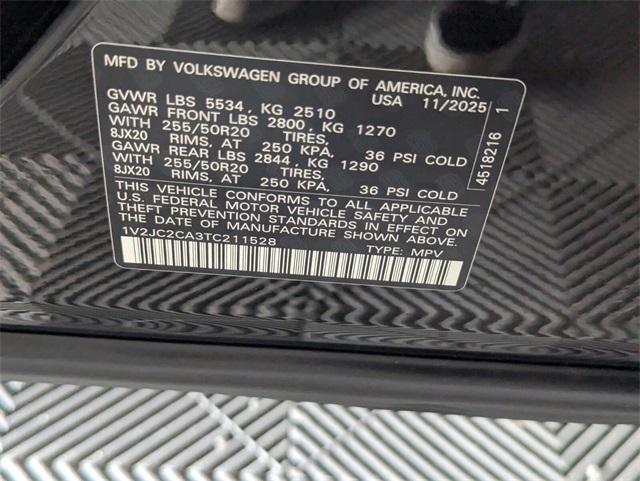 MFD BY VOLKSWAGEN GROUP OF AMERICA, INC.
USA 11/2025
GVWR LBS 5534, KG 2510
GAWR FRONT LBS 2800, KG 1270
WITH 255/50R20 TIRES,
8JX20 RIMS, AT 250 KPA, 36 PSI COLD
GAWR REAR LBS 2844, KG 1290
WITH 255/50R20 TIRES,
8JX20 RIMS, AT 250 KPA, 36 PSI COLD
THIS VEHICLE CONFORMS TO ALL APPLICABLE
U.S. FEDERAL MOTOR VEHICLE SAFETY AND
THEFT PREVENTION STANDARDS IN EFFECT ON
THE DATE OF MANUFACTURE SHOWN ABOVE.
1V2JC2CA3TC211528 TYPE: MPV
4518216 1